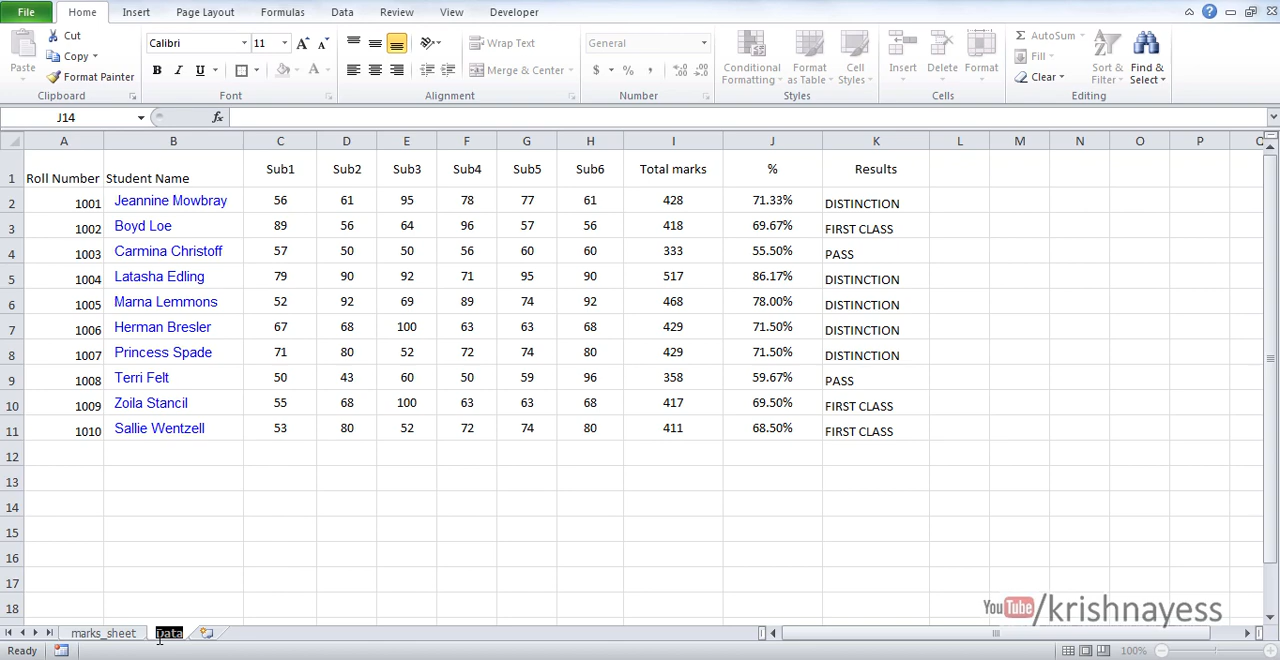 File Home Insert Page Layout Formulas Data Review View Developer
Paste Cut Copy Format Painter Clipboard
Calibri 11 A A B I U A Font
Wrap Text Merge & Center Alignment
General $ % , Number
Conditional Formatting Format as Table Cell Styles Styles
Insert Delete Format Cells
Σ AutoSum Fill Clear Sort & Filter Find & Select Editing
J14 fx
A B C D E F G H I J K L M N O P
1 Roll Number Student Name Sub1 Sub2 Sub3 Sub4 Sub5 Sub6 Total marks % Results
2 1001 Jeannine Mowbray 56 61 95 78 77 61 428 71.33% DISTINCTION
3 1002 Boyd Loe 89 56 64 96 57 56 418 69.67% FIRST CLASS
4 1003 Carmina Christoff 57 50 50 56 60 60 333 55.50% PASS
5 1004 Latasha Edling 79 90 92 71 95 90 517 86.17% DISTINCTION
6 1005 Marna Lemmons 52 92 69 89 74 92 468 78.00% DISTINCTION
7 1006 Herman Bresler 67 68 100 63 63 68 429 71.50% DISTINCTION
8 1007 Princess Spade 71 80 52 72 74 80 429 71.50% DISTINCTION
9 1008 Terri Felt 50 43 60 50 59 96 358 59.67% PASS
10 1009 Zoila Stancil 55 68 100 63 63 68 417 69.50% FIRST CLASS
11 1010 Sallie Wentzell 53 80 52 72 74 80 411 68.50% FIRST CLASS
12
13
14
15
16
17
18
YouTube/krishnayess
marks_sheet Data
Ready 100%